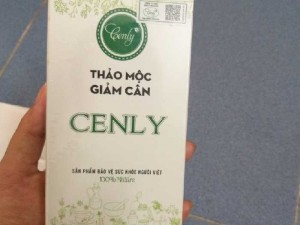 Cenly
THẢO MỘC
GIẢM CÂN
CENLY
SẢN PHẨM BẢO VỆ SỨC KHỎE NGƯỜI VIỆT